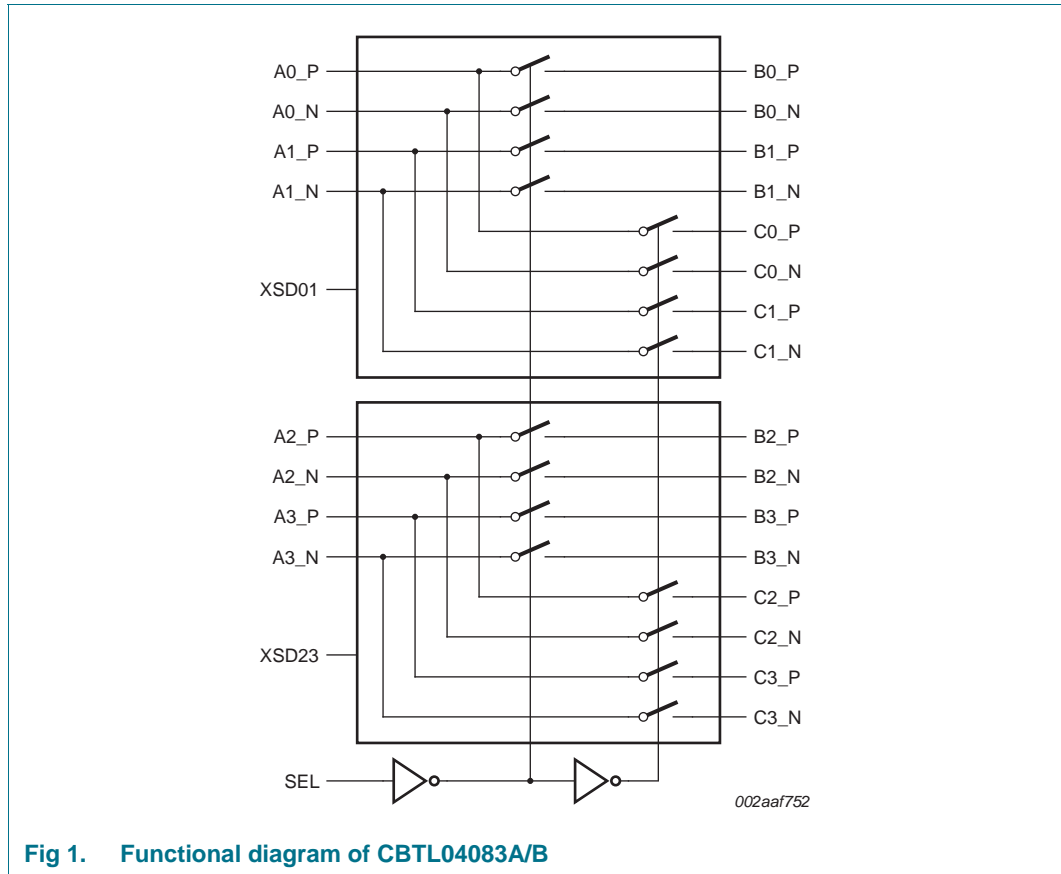 A0_P
B0_P
A0_N
B0_N
A1_P
B1_P
A1_N
B1_N
C0_P
C0_N
XSD01
C1_P
C1_N
A2_P
B2_P
A2_N
B2_N
A3_P
B3_P
A3_N
B3_N
C2_P
C2_N
XSD23
C3_P
C3_N
SEL
002aaf752
Fig 1. Functional diagram of CBTL04083A/B